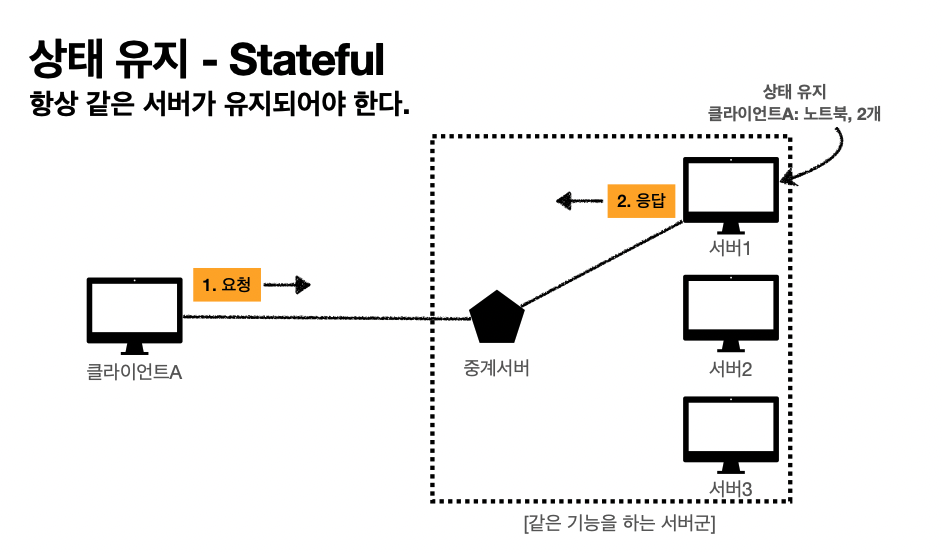 상태 유지 - Stateful
항상 같은 서버가 유지되어야 한다.
상태 유지
클라이언트A: 노트북, 2개
2. 응답
서버1
1. 요청
클라이언트A
중계서버
서버2
서버3
[같은 기능을 하는 서버군]